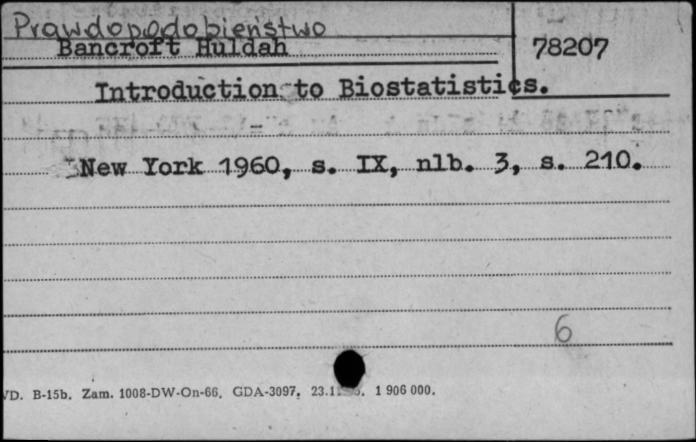 Prawdopodobieństwo
Bancroft Huldah
78207
Introduction to Biostatistics.
New York 1960, s. IX, nlb. 3, s. 210.
6
VD. B-15b. Zam. 1008-DW-On-66. GDA-3097. 1 906 000.